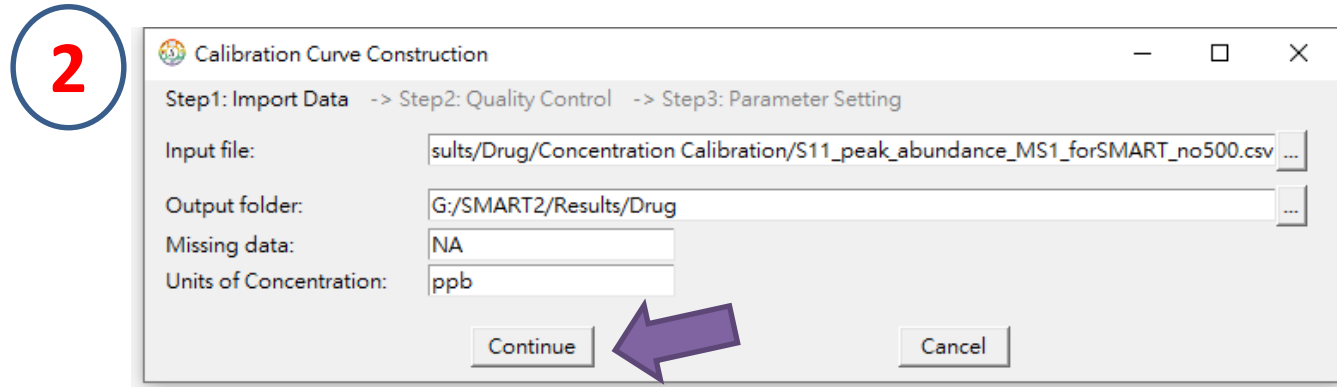 2
Calibration Curve Construction
Step1: Import Data -> Step2: Quality Control -> Step3: Parameter Setting
Input file: sults/Drug/Concentration Calibration/S11_peak_abundance_MS1_forSMART_no500.csv ...
Output folder: G:/SMART2/Results/Drug ...
Missing data: NA
Units of Concentration: ppb
Continue Cancel